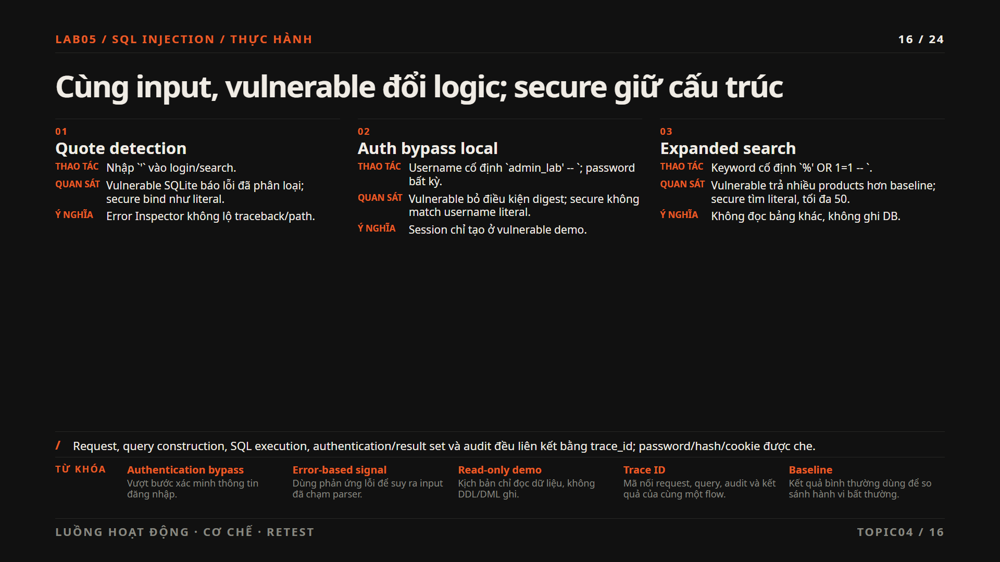 LAB05 / SQL INJECTION / THỰC HÀNH
16 / 24
Cùng input, vulnerable đổi logic; secure giữ cấu trúc
01
Quote detection
THAO TÁC Nhập `'` vào login/search.
QUAN SÁT Vulnerable SQLite báo lỗi đã phân loại;
secure bind như literal.
Ý NGHĨA Error Inspector không lộ traceback/path.
02
Auth bypass local
THAO TÁC Username cố định `admin_lab' -- `; password
bất kỳ.
QUAN SÁT Vulnerable bỏ điều kiện digest; secure không
match username literal.
Ý NGHĨA Session chỉ tạo ở vulnerable demo.
03
Expanded search
THAO TÁC Keyword cố định `%' OR 1=1 -- `.
QUAN SÁT Vulnerable trả nhiều products hơn baseline;
secure tìm literal, tối đa 50.
Ý NGHĨA Không đọc bảng khác, không ghi DB.
/ Request, query construction, SQL execution, authentication/result set và audit đều liên kết bằng trace_id; password/hash/cookie được che.
TỪ KHÓA
Authentication bypass
Vượt bước xác minh thông tin
đăng nhập.
Error-based signal
Dùng phản ứng lỗi để suy ra input
đã chạm parser.
Read-only demo
Kịch bản chỉ đọc dữ liệu, không
DDL/DML ghi.
Trace ID
Mã nối request, query, audit và kết
quả của cùng một flow.
Baseline
Kết quả bình thường dùng để so
sánh hành vi bất thường.
LUỒNG HOẠT ĐỘNG · CƠ CHẾ · RETEST
TOPIC04 / 16